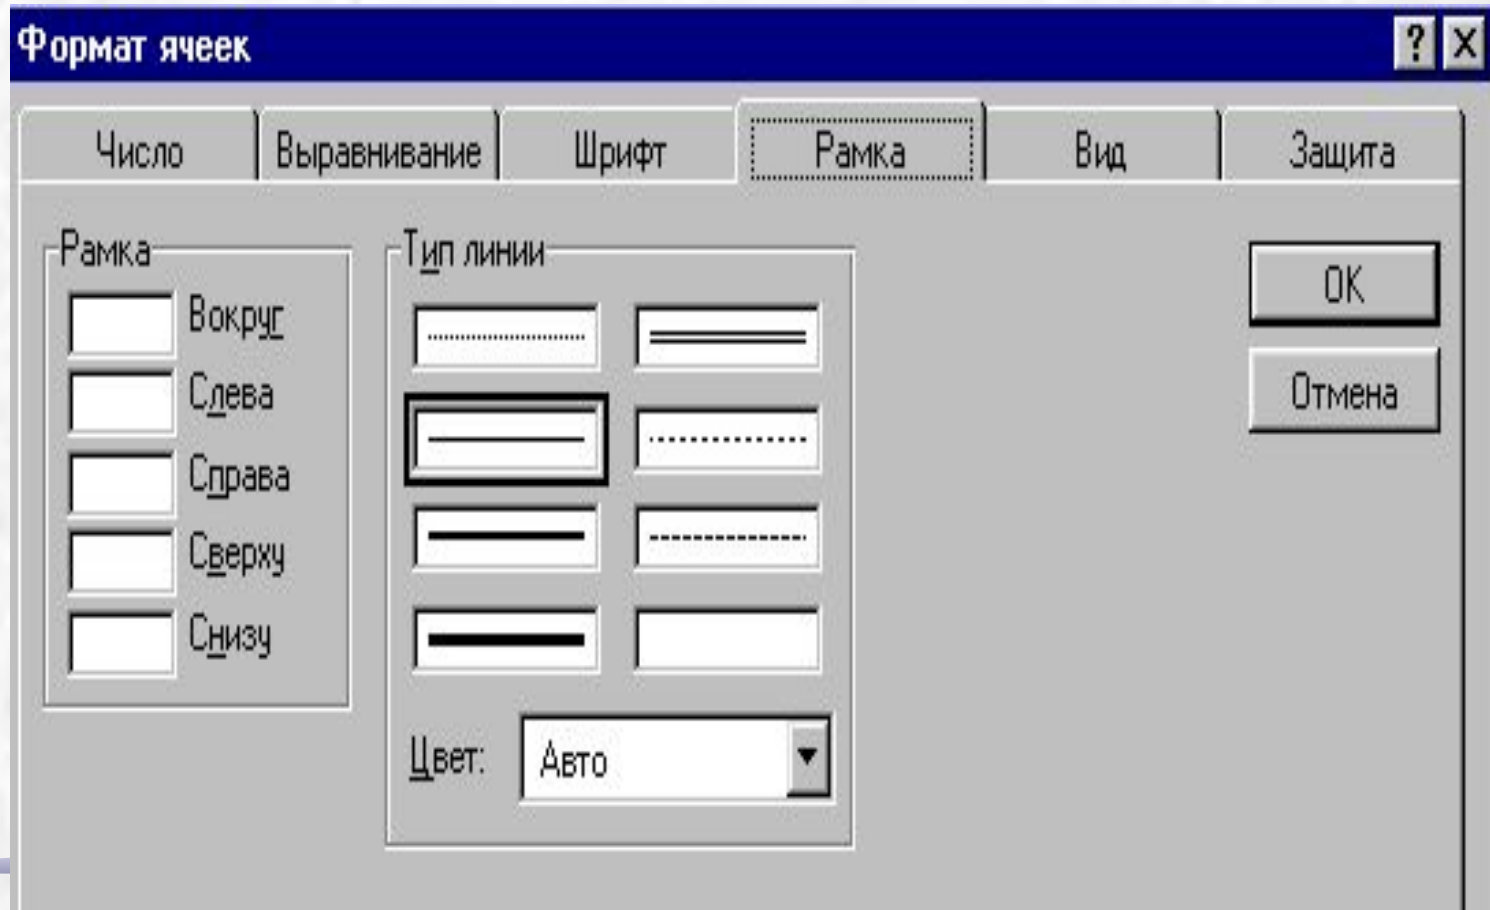 Формат ячеек
Число Выравнивание Шрифт Рамка Вид Защита
Рамка
Вокруг
Слева
Справа
Сверху
Снизу
Тип линии
Цвет: Авто
OK
Отмена